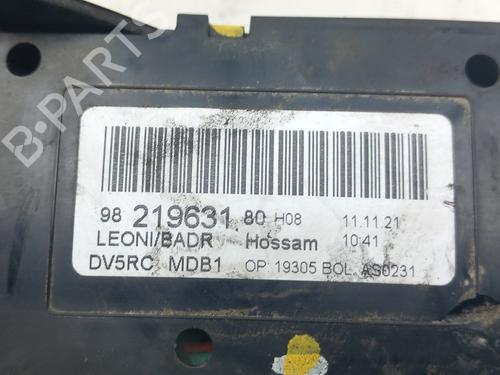 B-PARTS
98 219631 80 H08 11.11.21
LEONI/BADR Hossam 10:41
DV5RC MDB1 OP: 19305 BOL. AS0231